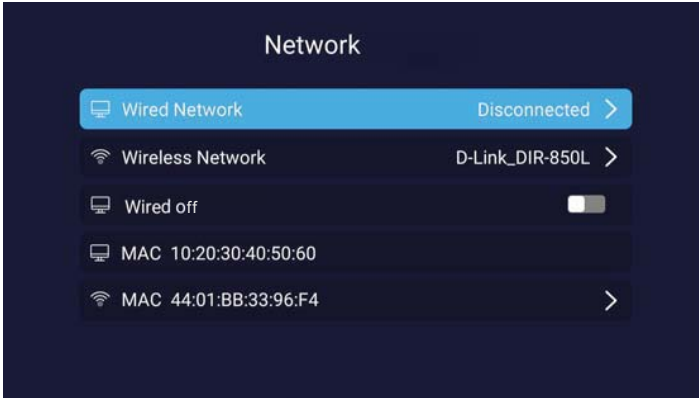 Network
Wired Network Disconnected
Wireless Network D-Link_DIR-850L
Wired off
MAC 10:20:30:40:50:60
MAC 44:01:BB:33:96:F4